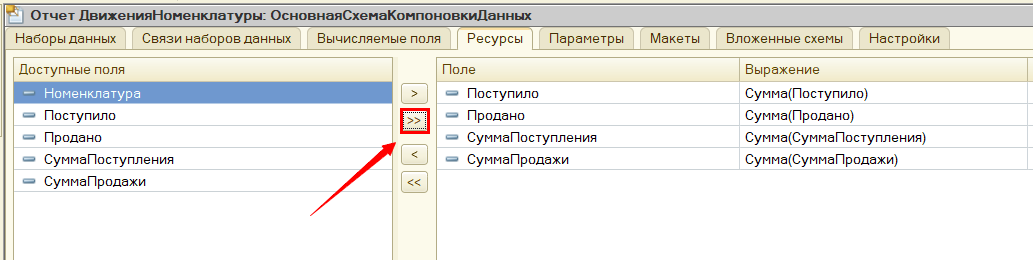 Отчет ДвиженияНоменклатуры: ОсновнаяСхемаКомпоновкиДанных
Наборы данных Связи наборов данных Вычисляемые поля Ресурсы Параметры Макеты Вложенные схемы Настройки
Доступные поля
Номенклатура
Поступило
Продано
СуммаПоступления
СуммаПродажи
>
>>
<
<<
Поле Выражение
Поступило Сумма(Поступило)
Продано Сумма(Продано)
СуммаПоступления Сумма(СуммаПоступления)
СуммаПродажи Сумма(СуммаПродажи)